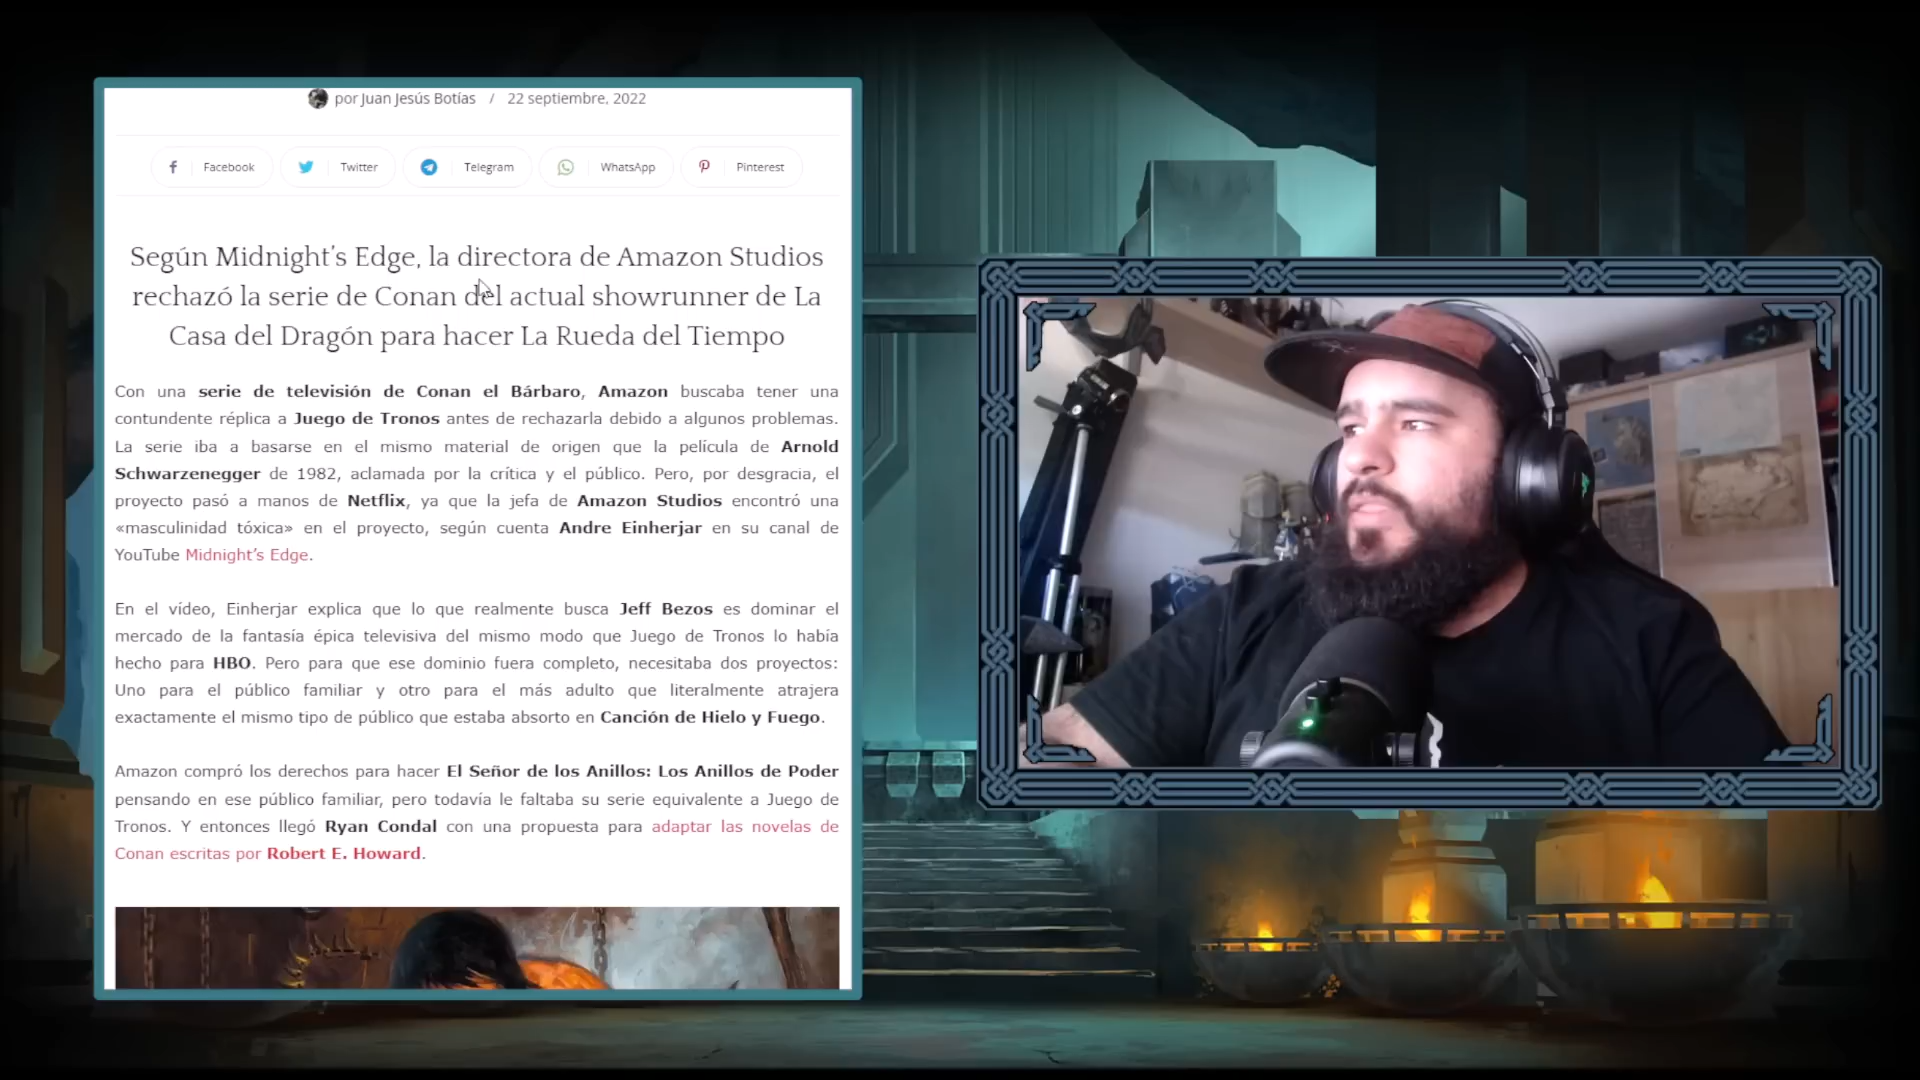 por Juan Jesús Botías / 22 septiembre, 2022
Facebook Twitter Telegram WhatsApp Pinterest
Según Midnight’s Edge, la directora de Amazon Studios
rechazó la serie de Conan del actual showrunner de La
Casa del Dragón para hacer La Rueda del Tiempo
Con una serie de televisión de Conan el Bárbaro, Amazon buscaba tener una
contundente réplica a Juego de Tronos antes de rechazarla debido a algunos problemas.
La serie iba a basarse en el mismo material de origen que la película de Arnold
Schwarzenegger de 1982, aclamada por la crítica y el público. Pero, por desgracia, el
proyecto pasó a manos de Netflix, ya que la jefa de Amazon Studios encontró una
«masculinidad tóxica» en el proyecto, según cuenta Andre Einherjar en su canal de
YouTube Midnight’s Edge.
En el vídeo, Einherjar explica que lo que realmente busca Jeff Bezos es dominar el
mercado de la fantasía épica televisiva del mismo modo que Juego de Tronos lo había
hecho para HBO. Pero para que ese dominio fuera completo, necesitaba dos proyectos:
Uno para el público familiar y otro para el más adulto que literalmente atrajera
exactamente el mismo tipo de público que estaba absorto en Canción de Hielo y Fuego.
Amazon compró los derechos para hacer El Señor de los Anillos: Los Anillos de Poder
pensando en ese público familiar, pero todavía le faltaba su serie equivalente a Juego de
Tronos. Y entonces llegó Ryan Condal con una propuesta para adaptar las novelas de
Conan escritas por Robert E. Howard.